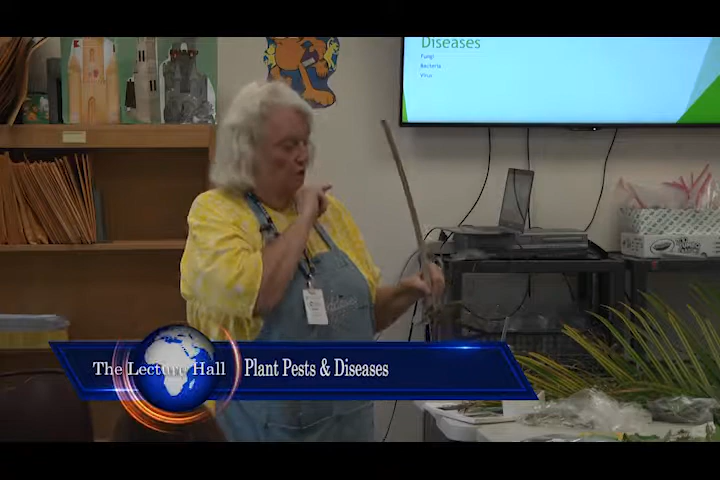 Diseases
Fungi
Bacteria
Virus
The Lecture Hall
Plant Pests & Diseases